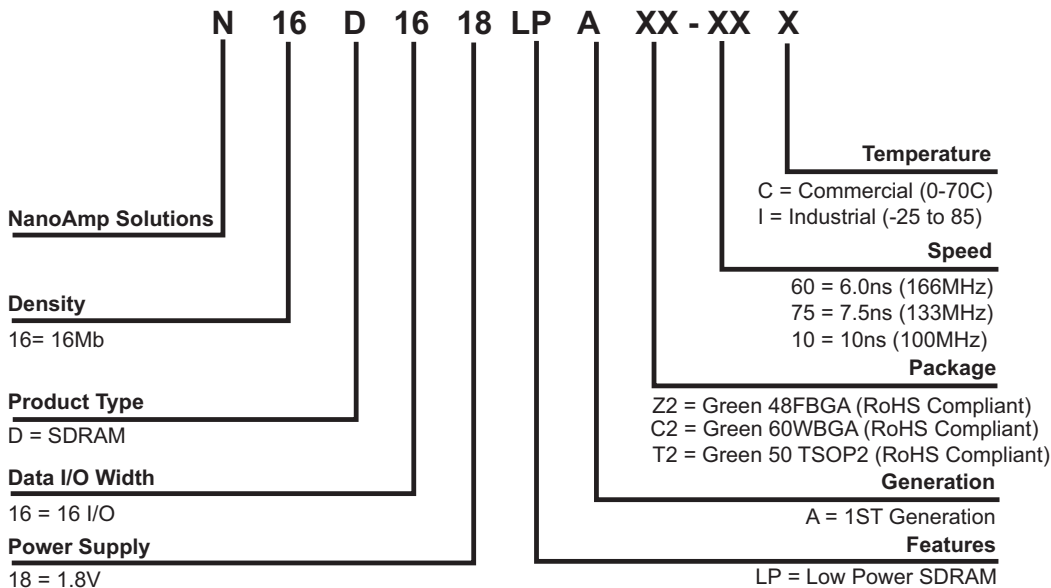 N 16 D 16 18 LP A XX - XX X
Temperature
C = Commercial (0-70C)
I = Industrial (-25 to 85)
NanoAmp Solutions
Speed
60 = 6.0ns (166MHz)
75 = 7.5ns (133MHz)
10 = 10ns (100MHz)
Density
16= 16Mb
Package
Z2 = Green 48FBGA (RoHS Compliant)
C2 = Green 60WBGA (RoHS Compliant)
T2 = Green 50 TSOP2 (RoHS Compliant)
Product Type
D = SDRAM
Data I/O Width
16 = 16 I/O
Generation
A = 1ST Generation
Power Supply
18 = 1.8V
Features
LP = Low Power SDRAM